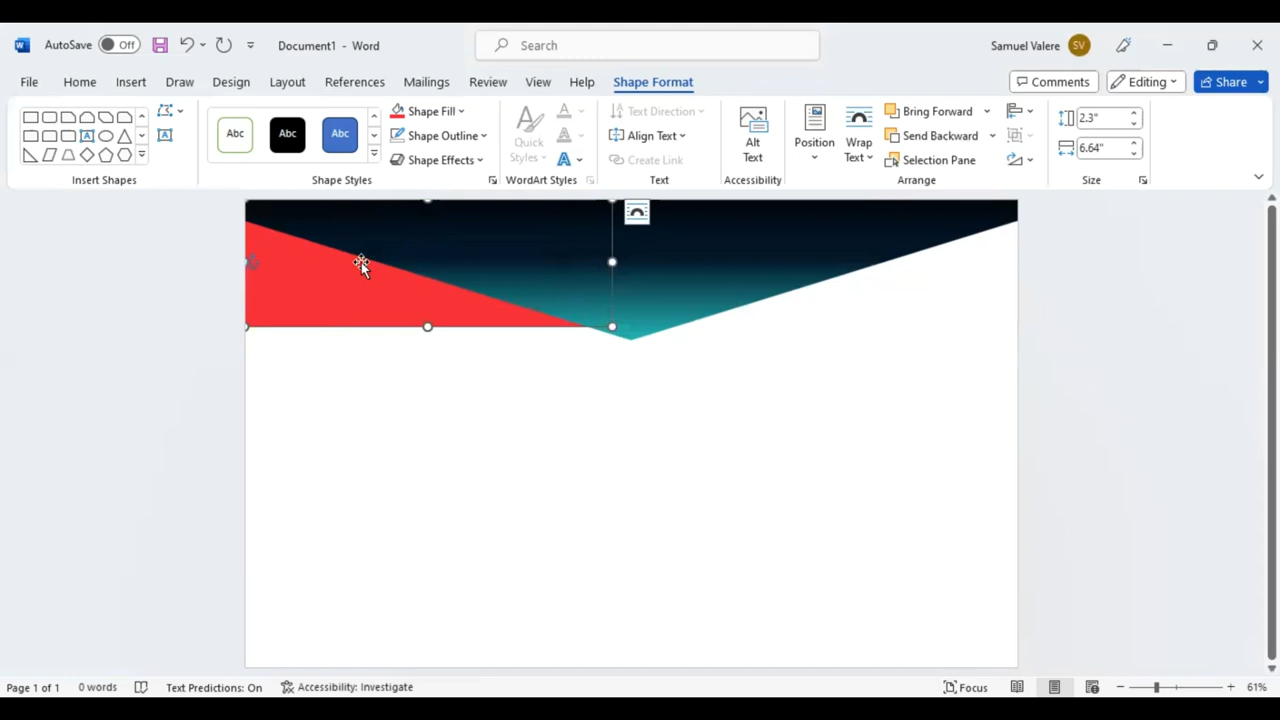 AutoSave Off Document1 - Word Search Samuel Valere SV
File Home Insert Draw Design Layout References Mailings Review View Help Shape Format Comments Editing Share
Abc Abc Abc
Shape Fill
Shape Outline
Shape Effects
Quick
Styles
A
A
A
Text Direction
Align Text
Create Link
Alt
Text
Position
Wrap
Text
Bring Forward
Send Backward
Selection Pane
2.3"
6.64"
Insert Shapes Shape Styles WordArt Styles Text Accessibility Arrange Size
Page 1 of 1 0 words Text Predictions: On Accessibility: Investigate Focus 61%